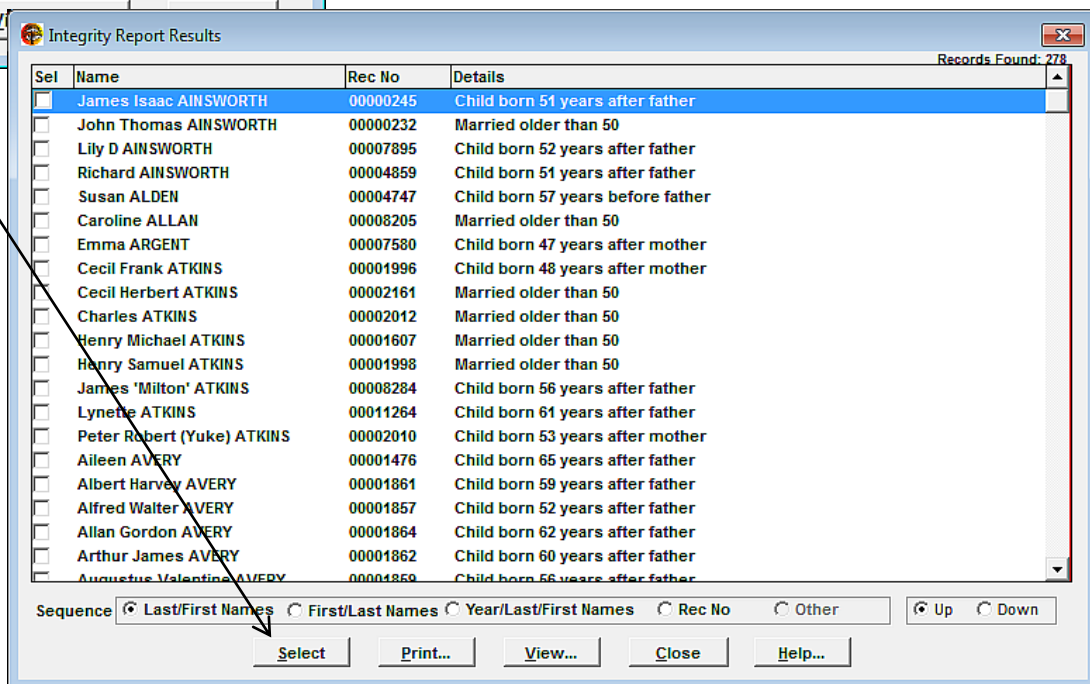 Integrity Report Results
Records Found: 278
Sel Name Rec No Details
James Isaac AINSWORTH 00000245 Child born 51 years after father
John Thomas AINSWORTH 00000232 Married older than 50
Lily D AINSWORTH 00007895 Child born 52 years after father
Richard AINSWORTH 00004859 Child born 51 years after father
Susan ALDEN 00004747 Child born 57 years before father
Caroline ALLAN 00008205 Married older than 50
Emma ARGENT 00007580 Child born 47 years after mother
Cecil Frank ATKINS 00001996 Child born 48 years after mother
Cecil Herbert ATKINS 00002161 Married older than 50
Charles ATKINS 00002012 Married older than 50
Henry Michael ATKINS 00001607 Married older than 50
Henry Samuel ATKINS 00001998 Married older than 50
James 'Milton' ATKINS 00008284 Child born 56 years after father
Lynette ATKINS 00011264 Child born 61 years after father
Peter Robert (Yuke) ATKINS 00002010 Child born 53 years after mother
Aileen AVERY 00001476 Child born 65 years after father
Albert Harvey AVERY 00001861 Child born 59 years after father
Alfred Walter AVERY 00001857 Child born 52 years after father
Allan Gordon AVERY 00001864 Child born 62 years after father
Arthur James AVERY 00001862 Child born 60 years after father
Augustus Valentine AVERY 00001859 Child born 56 years after father
Sequence Last/First Names First/Last Names Year/Last/First Names Rec No Other Up Down
Select Print... View... Close Help...